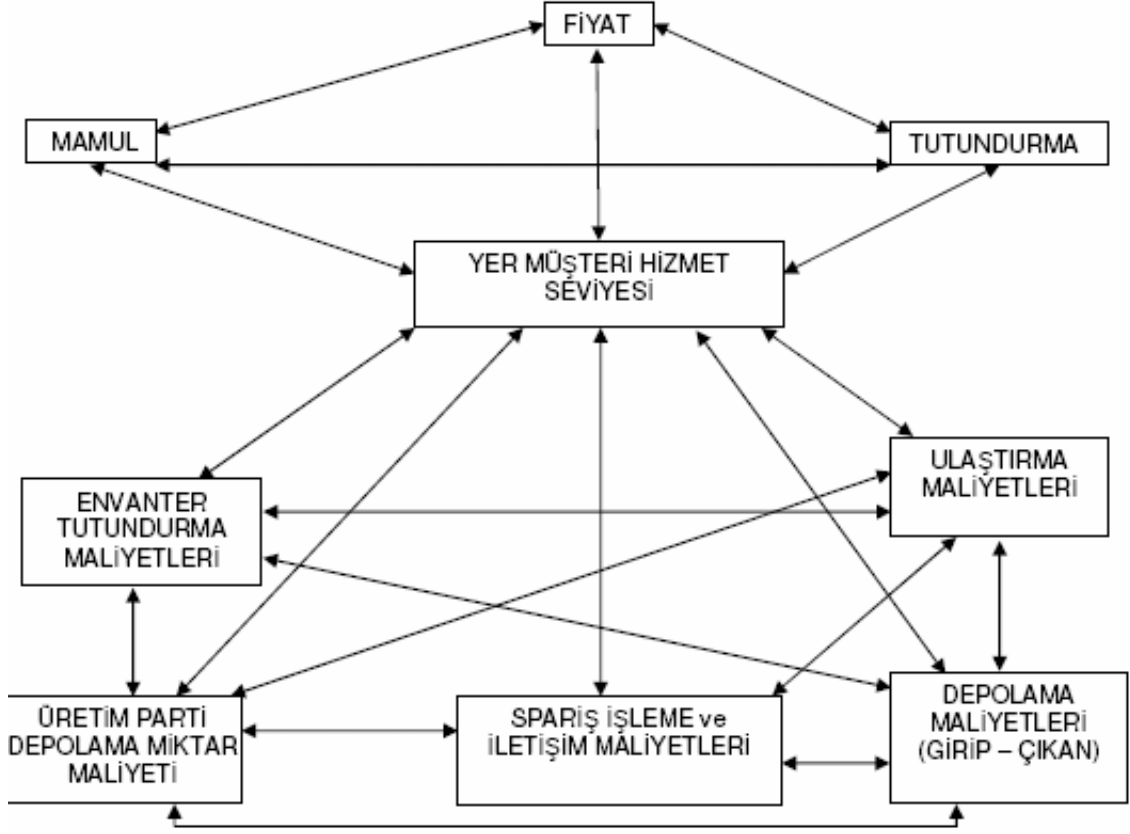 FİYAT
MAMUL
TUTUNDURMA
YER MÜŞTERİ HİZMET
SEVİYESİ
ULAŞTIRMA
MALİYETLERİ
ENVANTER
TUTUNDURMA
MALİYETLERİ
ÜRETİM PARTİ
DEPOLAMA MİKTAR
MALİYETİ
SPARİŞ İŞLEME ve
İLETİŞİM MALİYETLERİ
DEPOLAMA
MALİYETLERİ
(GİRİP – ÇIKAN)